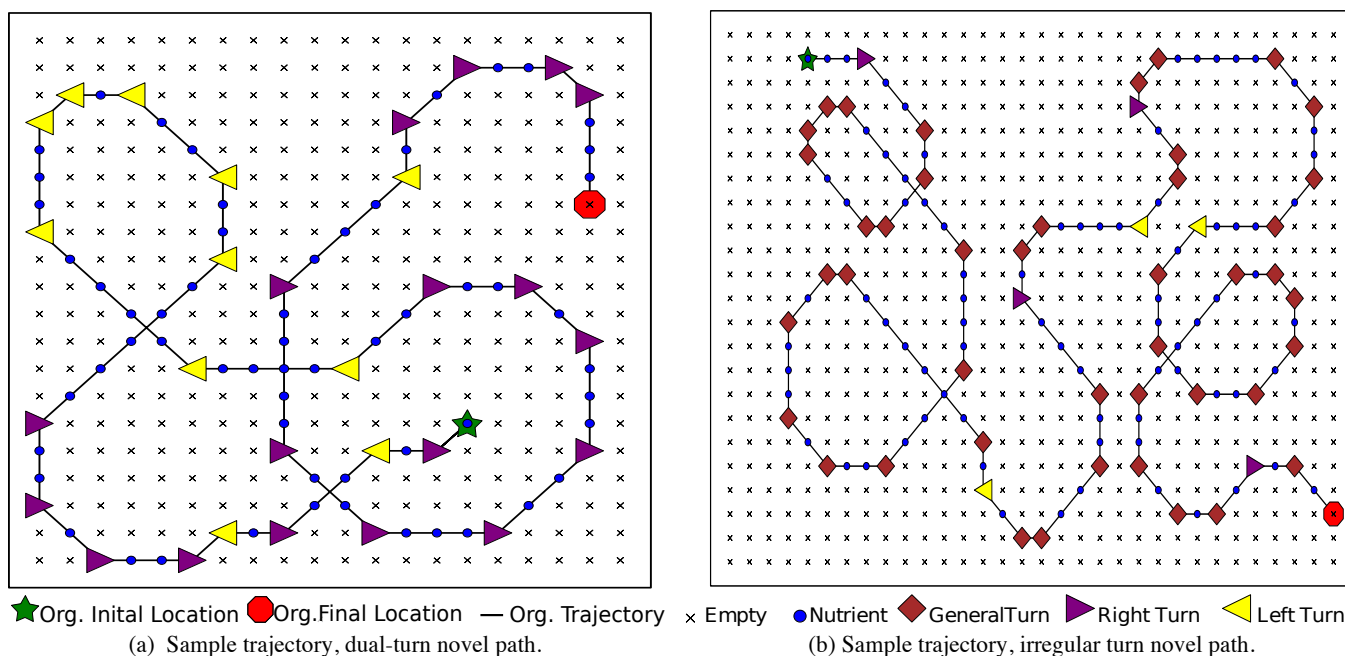 Org. Inital Location Org.Final Location Org. Trajectory Empty Nutrient GeneralTurn Right Turn Left Turn
(a) Sample trajectory, dual-turn novel path. (b) Sample trajectory, irregular turn novel path.